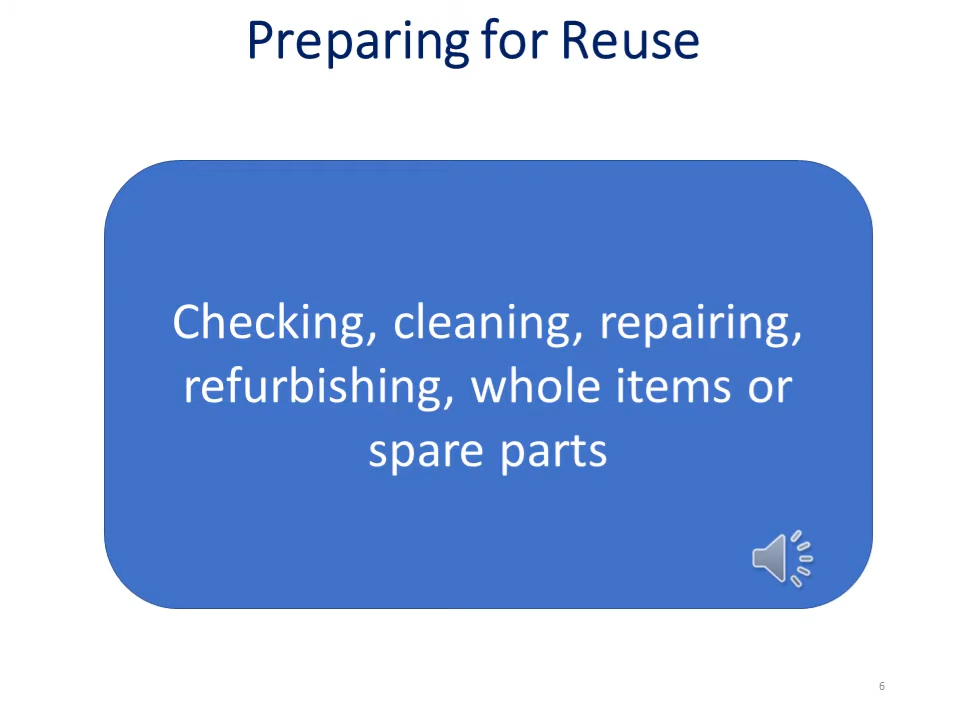 Preparing for Reuse
Checking, cleaning, repairing,
refurbishing, whole items or
spare parts
6